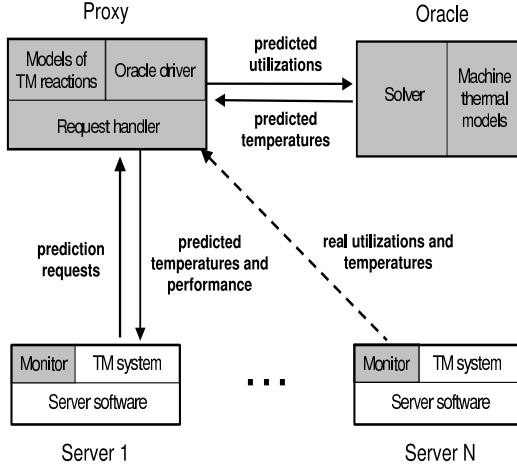 Proxy
Oracle
Models of
TM reactions
Oracle driver
Request handler
predicted
utilizations
predicted
temperatures
Solver
Machine
thermal
models
prediction
requests
predicted
temperatures and
performance
real utilizations and
temperatures
Monitor
TM system
Server software
...
Monitor
TM system
Server software
Server 1
Server N